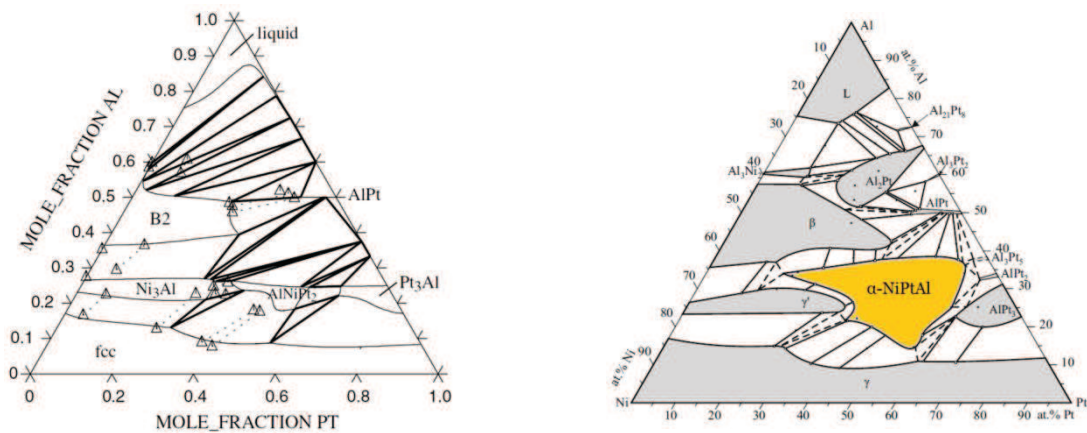 1.0
0.9
liquid
0.8
0.7
0.6
0.5
AlPt
B2
0.4
0.3
Ni3Al
AlNiPt2
Pt3Al
0.2
0.1
fcc
0
0
0.2
0.4
0.6
0.8
1.0
MOLE_FRACTION AL
MOLE_FRACTION PT
Al
10
90
at.% Al
20
80
L
30
Al21Pt8
70
40
Al3Ni2
Al3Pt2
60
Al2Pt
50
AlPt
50
β
60
40
Al3Pt5
70
AlPt2
30
α-NiPtAl
γ'
80
AlPt3
20
at.% Ni
90
10
γ
Ni
Pt
10
20
30
40
50
60
70
80
90
at.% Pt